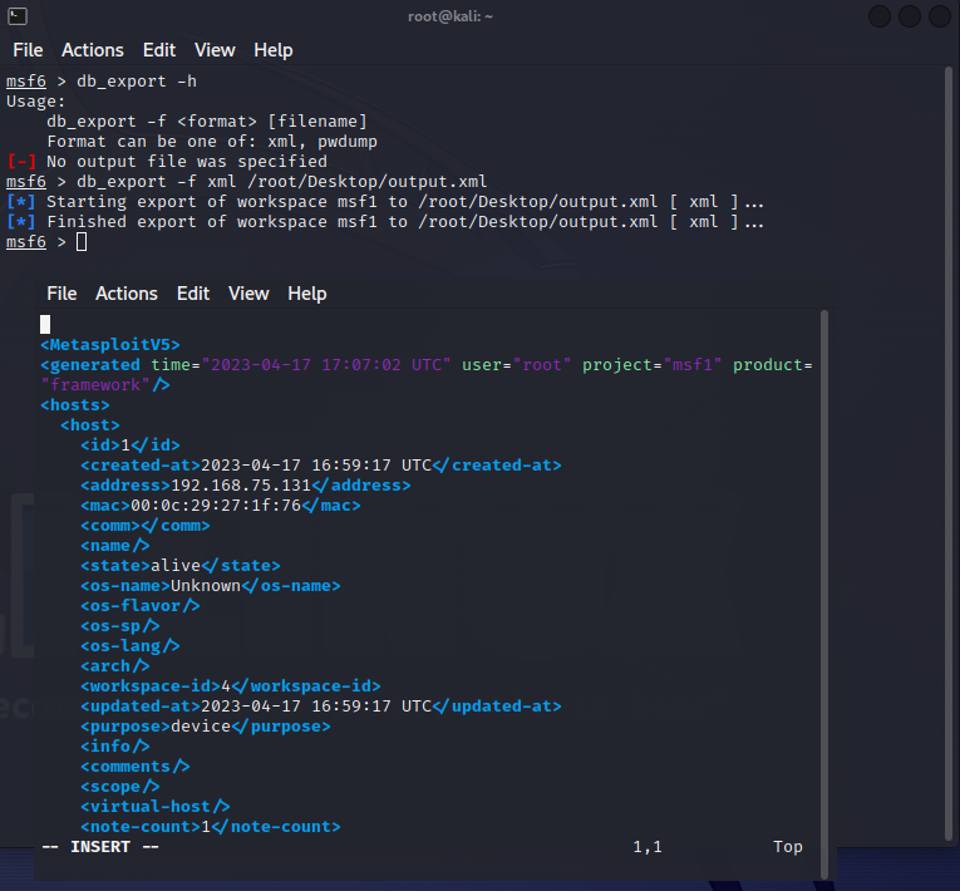 root@kali: ~
File Actions Edit View Help
msf6 > db_export -h
Usage:
    db_export -f <format> [filename]
    Format can be one of: xml, pwdump
[-] No output file was specified
msf6 > db_export -f xml /root/Desktop/output.xml
[*] Starting export of workspace msf1 to /root/Desktop/output.xml [ xml ]...
[*] Finished export of workspace msf1 to /root/Desktop/output.xml [ xml ]...
msf6 >
File Actions Edit View Help
<MetasploitV5>
<generated time="2023-04-17 17:07:02 UTC" user="root" project="msf1" product=
"framework"/>
<hosts>
  <host>
    <id>1</id>
    <created-at>2023-04-17 16:59:17 UTC</created-at>
    <address>192.168.75.131</address>
    <mac>00:0c:29:27:1f:76</mac>
    <comm></comm>
    <name/>
    <state>alive</state>
    <os-name>Unknown</os-name>
    <os-flavor/>
    <os-sp/>
    <os-lang/>
    <arch/>
    <workspace-id>4</workspace-id>
    <updated-at>2023-04-17 16:59:17 UTC</updated-at>
    <purpose>device</purpose>
    <info/>
    <comments/>
    <scope/>
    <virtual-host/>
    <note-count>1</note-count>
-- INSERT -- 1,1 Top